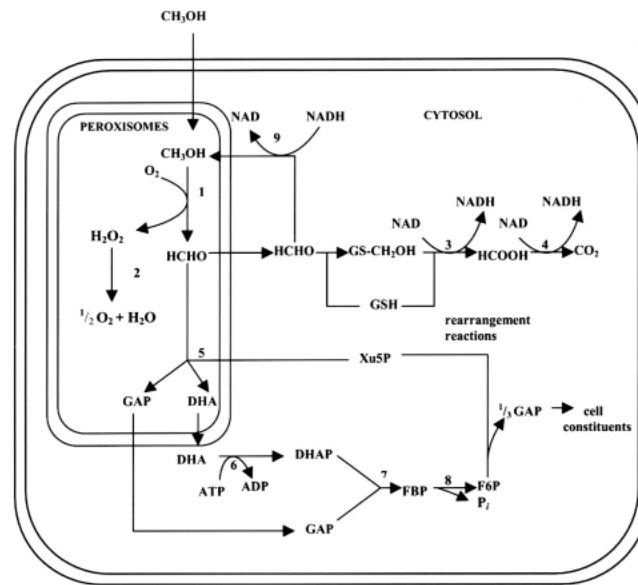 CH₃OH
NAD NADH CYTOSOL
PEROXISOMES
9
CH₃OH
O₂
1
NADH NADH
NAD NAD
H₂O₂
HCHO HCHO GS-CH₂OH 3 HCOOH 4 CO₂
2
GSH
½ O₂ + H₂O
rearrangement
reactions
5 Xu5P
GAP DHA ⅓ GAP cell
constituents
DHA 6 DHAP
ATP ADP
7 FBP 8 F6P
Pi
GAP